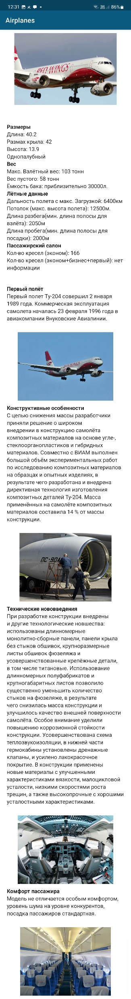 12:31
86%
Airplanes
RED WINGS
Размеры
Длина: 40.2
Размах крыла: 42
Высота: 13.9
Однопалубный
Вес
Макс. Взлётный вес: 103 тонн
Вес пустого: 58 тонн
Ёмкость бака: приблизительно 30000л.
Лётные данные
Дальность полета с макс. Загрузкой: 6400км
Потолок (макс. высота полета): 12500м.
Длина разбега(мин. длина полосы для
взлёта): 2050м
Длина пробега(мин. длина полосы для
посадки): 2000м
Пассажирский салон
Кол-во кресел (эконом): 166
Кол-во кресел (эконом+бизнес+первый): нет
информации
Первый полёт
Первый полет Ту-204 совершил 2 января
1989 года. Коммерческая эксплуатация
самолета началась 23 февраля 1996 года в
авиакомпании Внуковские Авиалинии.
RED WINGS
Конструктивные особенности
С целью снижения массы разработчики
приняли решение о широком
внедрении в конструкцию самолёта
композитных материалов на основе угле-,
стеклоорганопластиков и гибридных
материалов. Совместно с ВИАМ выполнен
большой объём экспериментальных работ
по исследованию композитных материалов
на образцах и опытных изделиях, в
результате чего разработана и внедрена
директивная технология изготовления
композитных деталей Ту-204. Масса
применённых на самолёте композитных
материалов составила 14 % от массы
конструкции.
ПС-90А
Технические нововведения
При разработке конструкции внедрены
и другие технологические новшества:
использованы длинномерные
монолитно-сборные панели, панели крыла
без стыков обшивок, крупноразмерные
листы обшивок фюзеляжа и
усовершенствованные крепёжные детали,
в том числе титановые. Использование
длинномерных полуфабрикатов и
крупногабаритных листов позволило
существенно уменьшить количество
стыков на фюзеляже, в результате
чего снизилась масса конструкции и
улучшилось качество внешней поверхности
самолёта. Особое внимание уделили
повышению коррозионной стойкости
конструкции. Усовершенствована схема
теплозвукоизоляции, в нижней части
гермокабины установлены дренажные
клапаны, и усилено лакокрасочное
покрытие. В конструкции применены
новые материалы с улучшенными
характеристиками вязкости, малоцикловой
усталости, низкими скоростями роста
трещин, а также высокопрочные с хорошими
усталостными характеристиками.
Комфорт пассажира
Модель не отличается особым комфортом,
уровень шума на уровне конкурентов,
посадка пассажиров стандартная.